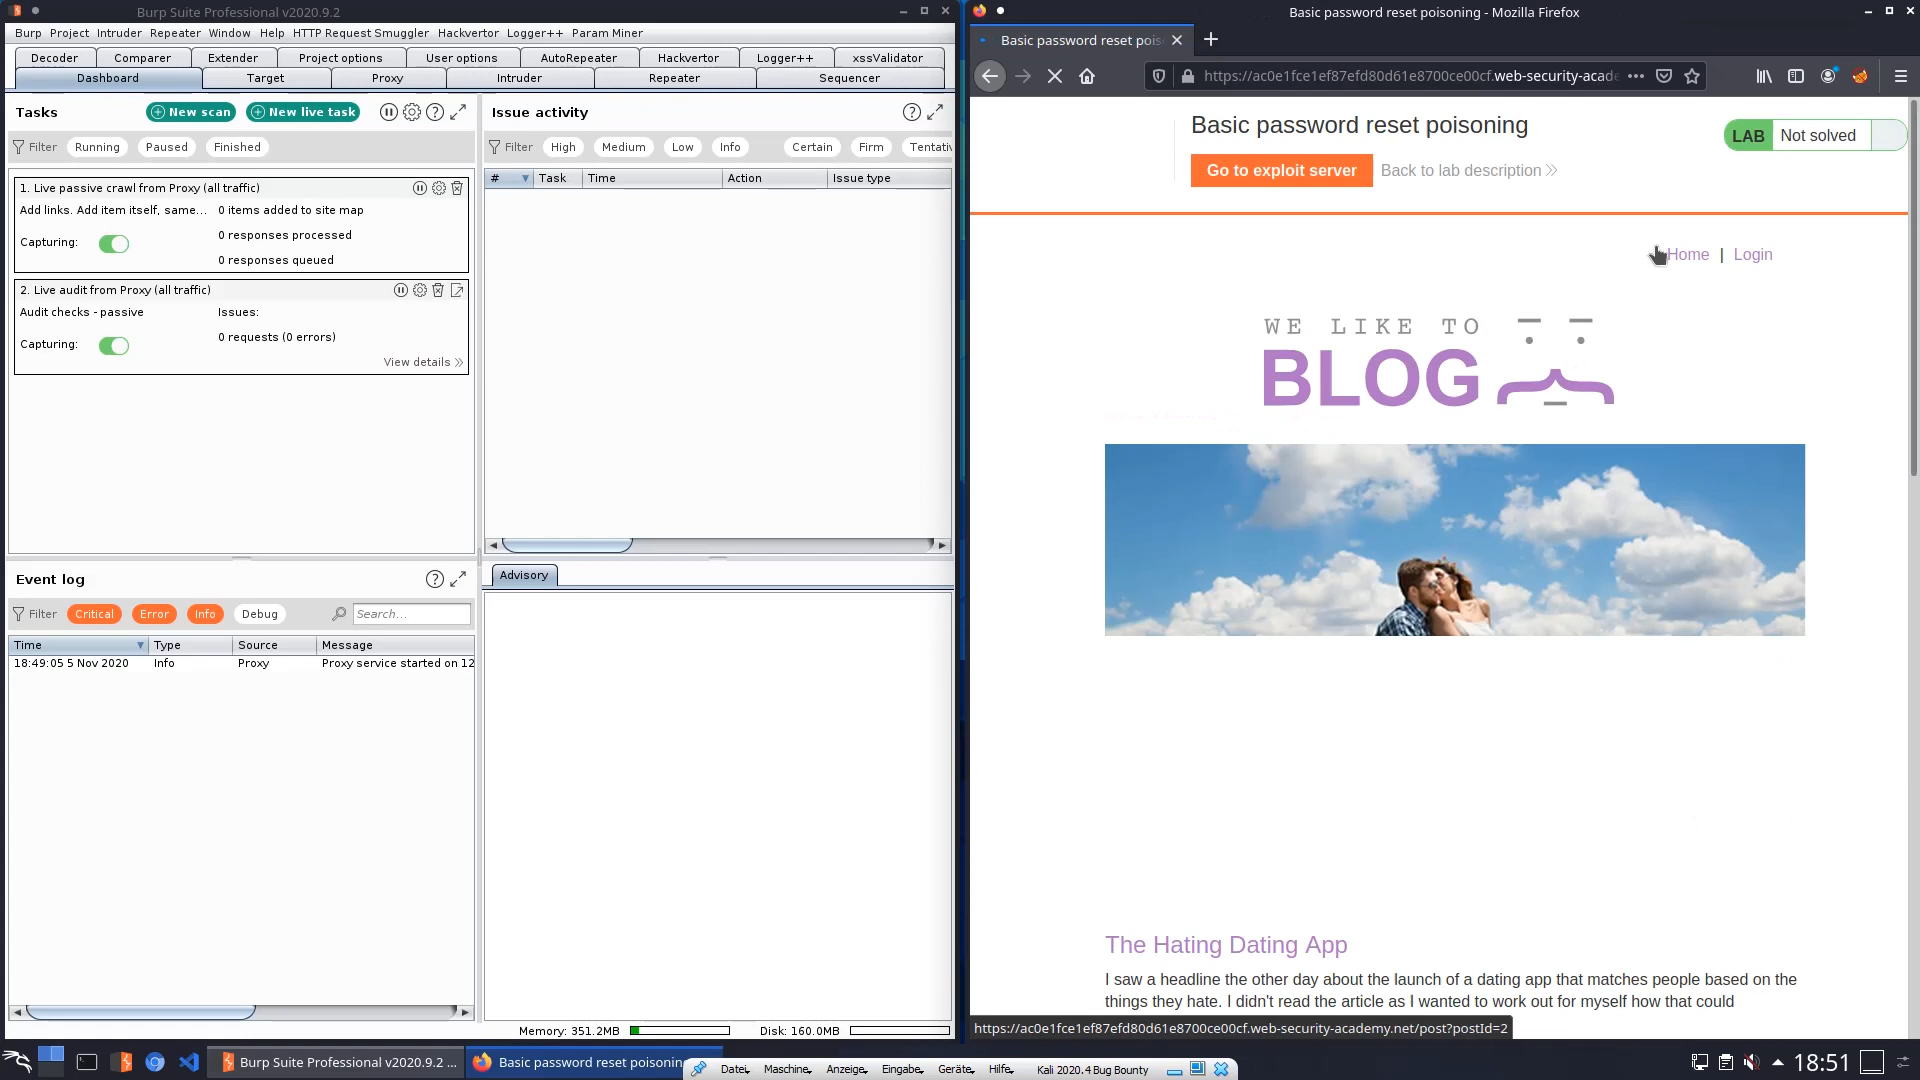 Burp Suite Professional v2020.9.2
Burp Project Intruder Repeater Window Help HTTP Request Smuggler Hackvertor Logger++ Param Miner
Decoder Comparer Extender Project options User options AutoRepeater Hackvertor Logger++ xssValidator
Dashboard Target Proxy Intruder Repeater Sequencer
Tasks New scan New live task
Filter Running Paused Finished
1. Live passive crawl from Proxy (all traffic)
Add links. Add item itself, same... 0 items added to site map
0 responses processed
Capturing:
0 responses queued
2. Live audit from Proxy (all traffic)
Audit checks - passive Issues:
0 requests (0 errors)
Capturing:
View details
Issue activity
Filter High Medium Low Info Certain Firm Tentativ
# Task Time Action Issue type
Event log
Filter Critical Error Info Debug Search...
Time Type Source Message
18:49:05 5 Nov 2020 Info Proxy Proxy service started on 12
Advisory
Memory: 351.2MB Disk: 160.0MB
Basic password reset poisoning - Mozilla Firefox
Basic password reset pois
https://ac0e1fce1ef87efd80d61e8700ce00cf.web-security-acade
Basic password reset poisoning
LAB Not solved
Go to exploit server Back to lab description
Home | Login
WE LIKE TO
BLOG
The Hating Dating App
I saw a headline the other day about the launch of a dating app that matches people based on the
things they hate. I didn't read the article as I wanted to work out for myself how that could
https://ac0e1fce1ef87efd80d61e8700ce00cf.web-security-academy.net/post?postId=2
Burp Suite Professional v2020.9.2 ... Basic password reset poisonin
Datei Maschine Anzeige Eingabe Geräte Hilfe Kali 2020.4 Bug Bounty
18:51